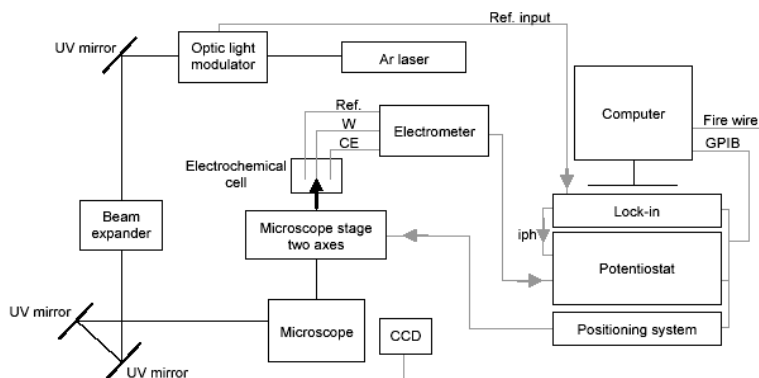 Ref. input
UV mirror
Optic light
modulator
Ar laser
Computer
Fire wire
GPIB
Ref.
W
CE
Electrometer
Electrochemical
cell
Beam
expander
Microscope stage
two axes
Lock-in
iph
Potentiostat
UV mirror
Microscope
CCD
Positioning system
UV mirror